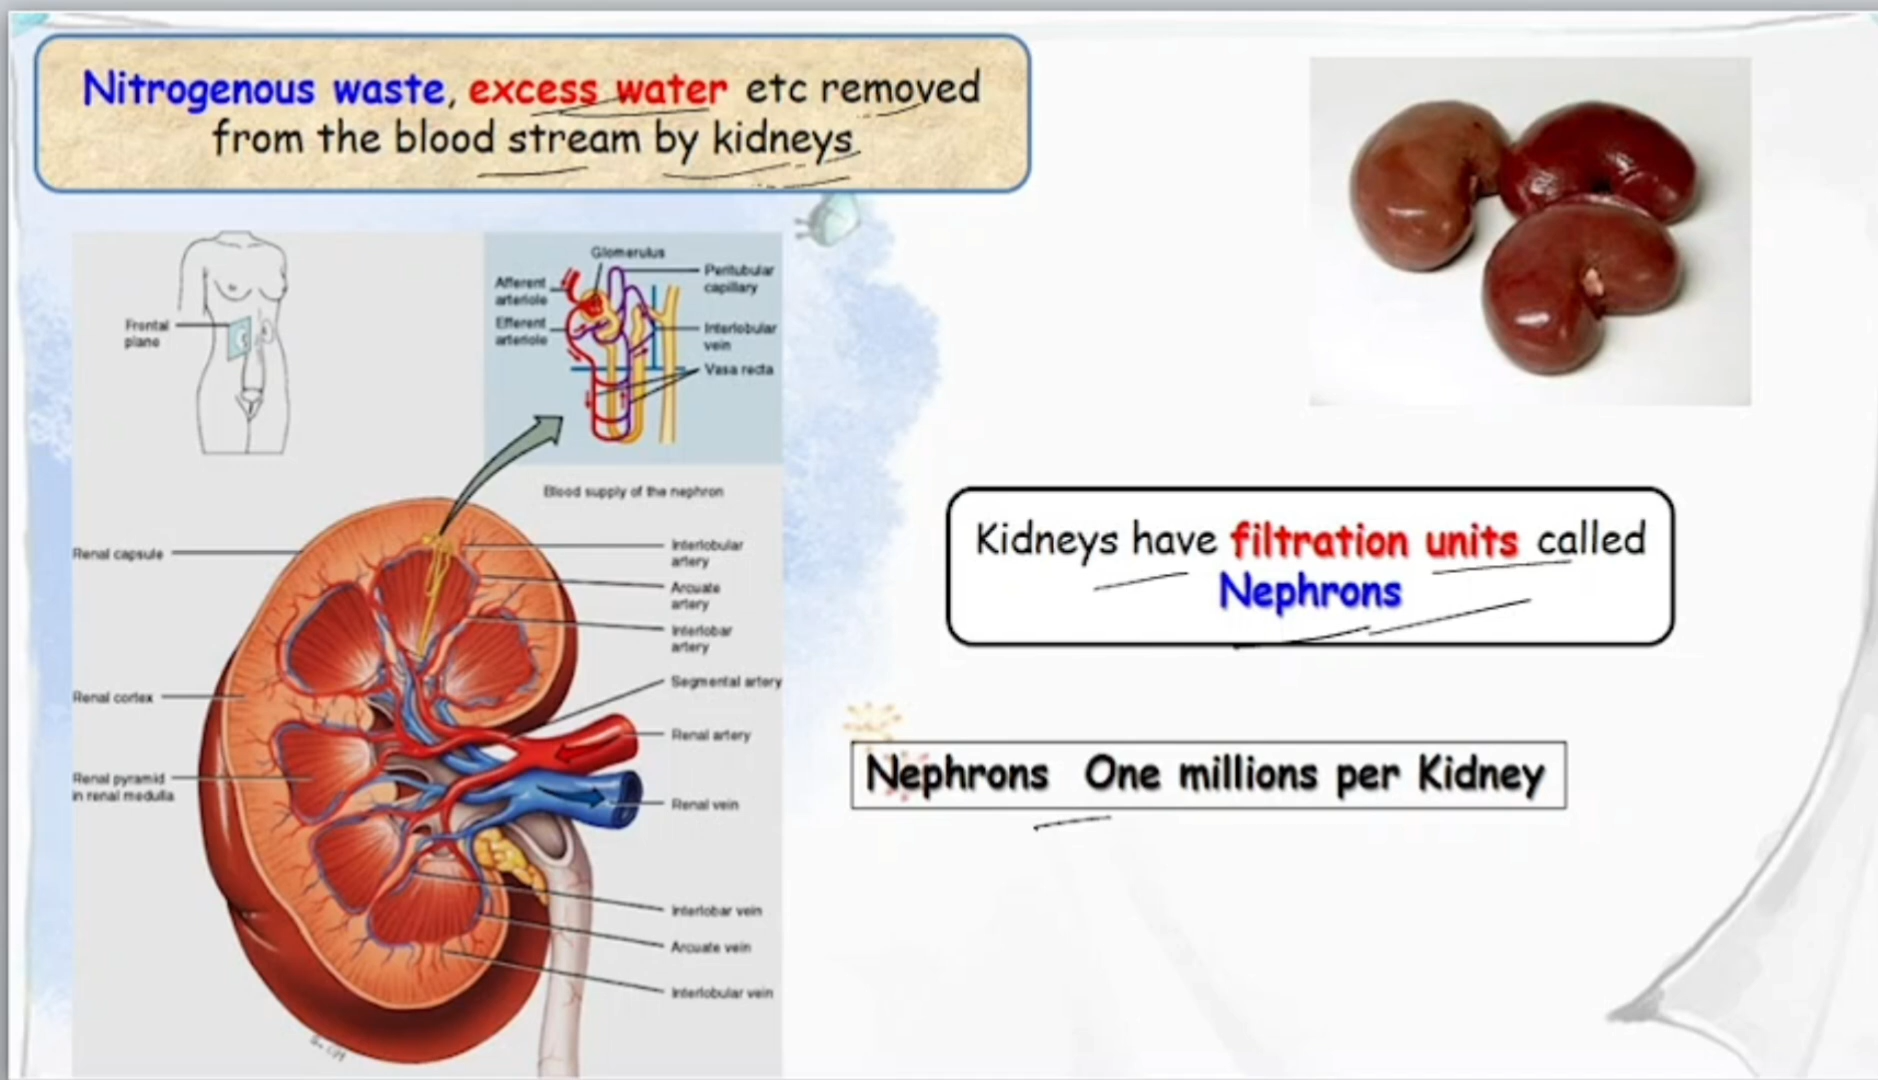 Nitrogenous waste, excess water etc removed
from the blood stream by kidneys
Glomerulus
Afferent
arteriole
Efferent
arteriole
Peritubular
capillary
Interlobular
vein
Vasa recta
Frontal
plane
Blood supply of the nephron
Renal capsule
Renal cortex
Renal pyramid
in renal medulla
Interlobular
artery
Arcuate
artery
Interlobar
artery
Segmental artery
Renal artery
Renal vein
Interlobar vein
Arcuate vein
Interlobular vein
Kidneys have filtration units called
Nephrons
Nephrons One millions per Kidney